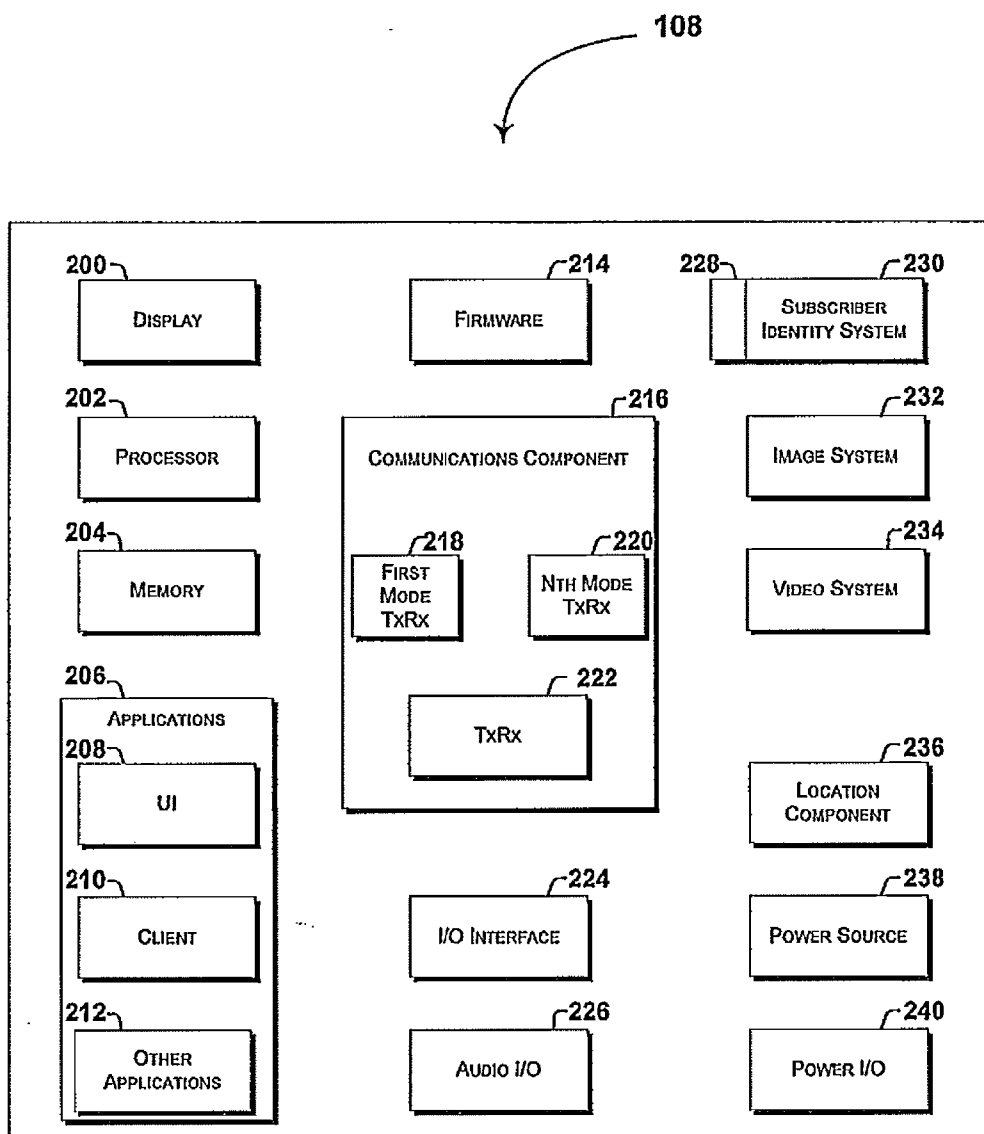 108
200
DISPLAY
202
PROCESSOR
204
MEMORY
206
APPLICATIONS
208
UI
210
CLIENT
212
OTHER
APPLICATIONS
214
FIRMWARE
216
COMMUNICATIONS COMPONENT
218
FIRST
MODE
TxRx
220
NTH MODE
TxRx
222
TxRx
224
I/O INTERFACE
226
AUDIO I/O
228
230
SUBSCRIBER
IDENTITY SYSTEM
232
IMAGE SYSTEM
234
VIDEO SYSTEM
236
LOCATION
COMPONENT
238
POWER SOURCE
240
POWER I/O